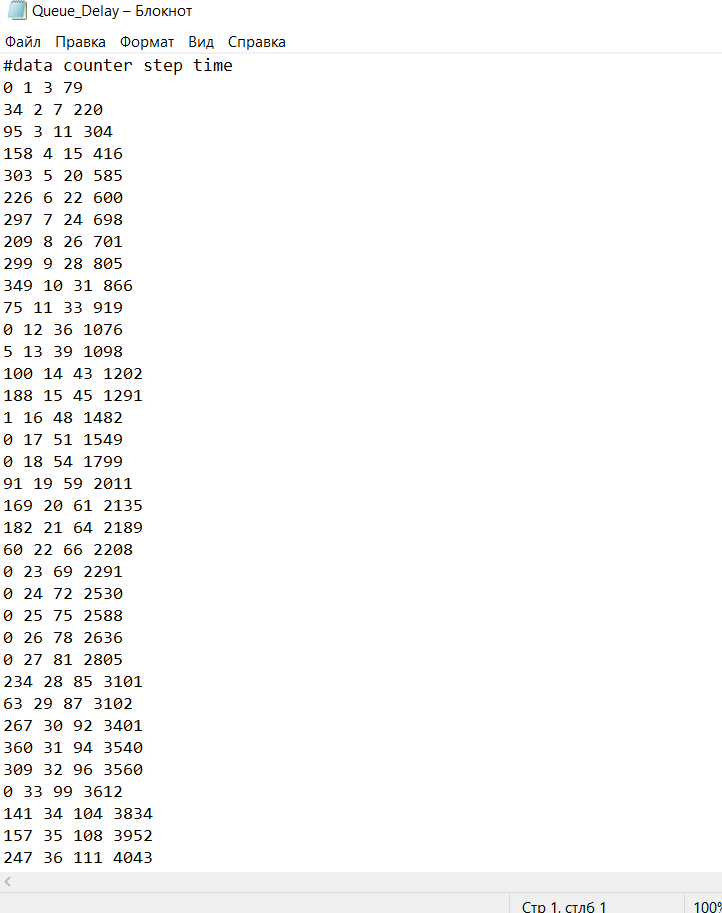 Queue_Delay – Блокнот
Файл Правка Формат Вид Справка
#data counter step time
0 1 3 79
34 2 7 220
95 3 11 304
158 4 15 416
303 5 20 585
226 6 22 600
297 7 24 698
209 8 26 701
299 9 28 805
349 10 31 866
75 11 33 919
0 12 36 1076
5 13 39 1098
100 14 43 1202
188 15 45 1291
1 16 48 1482
0 17 51 1549
0 18 54 1799
91 19 59 2011
169 20 61 2135
182 21 64 2189
60 22 66 2208
0 23 69 2291
0 24 72 2530
0 25 75 2588
0 26 78 2636
0 27 81 2805
234 28 85 3101
63 29 87 3102
267 30 92 3401
360 31 94 3540
309 32 96 3560
0 33 99 3612
141 34 104 3834
157 35 108 3952
247 36 111 4043
Стр 1, стлб 1 100%